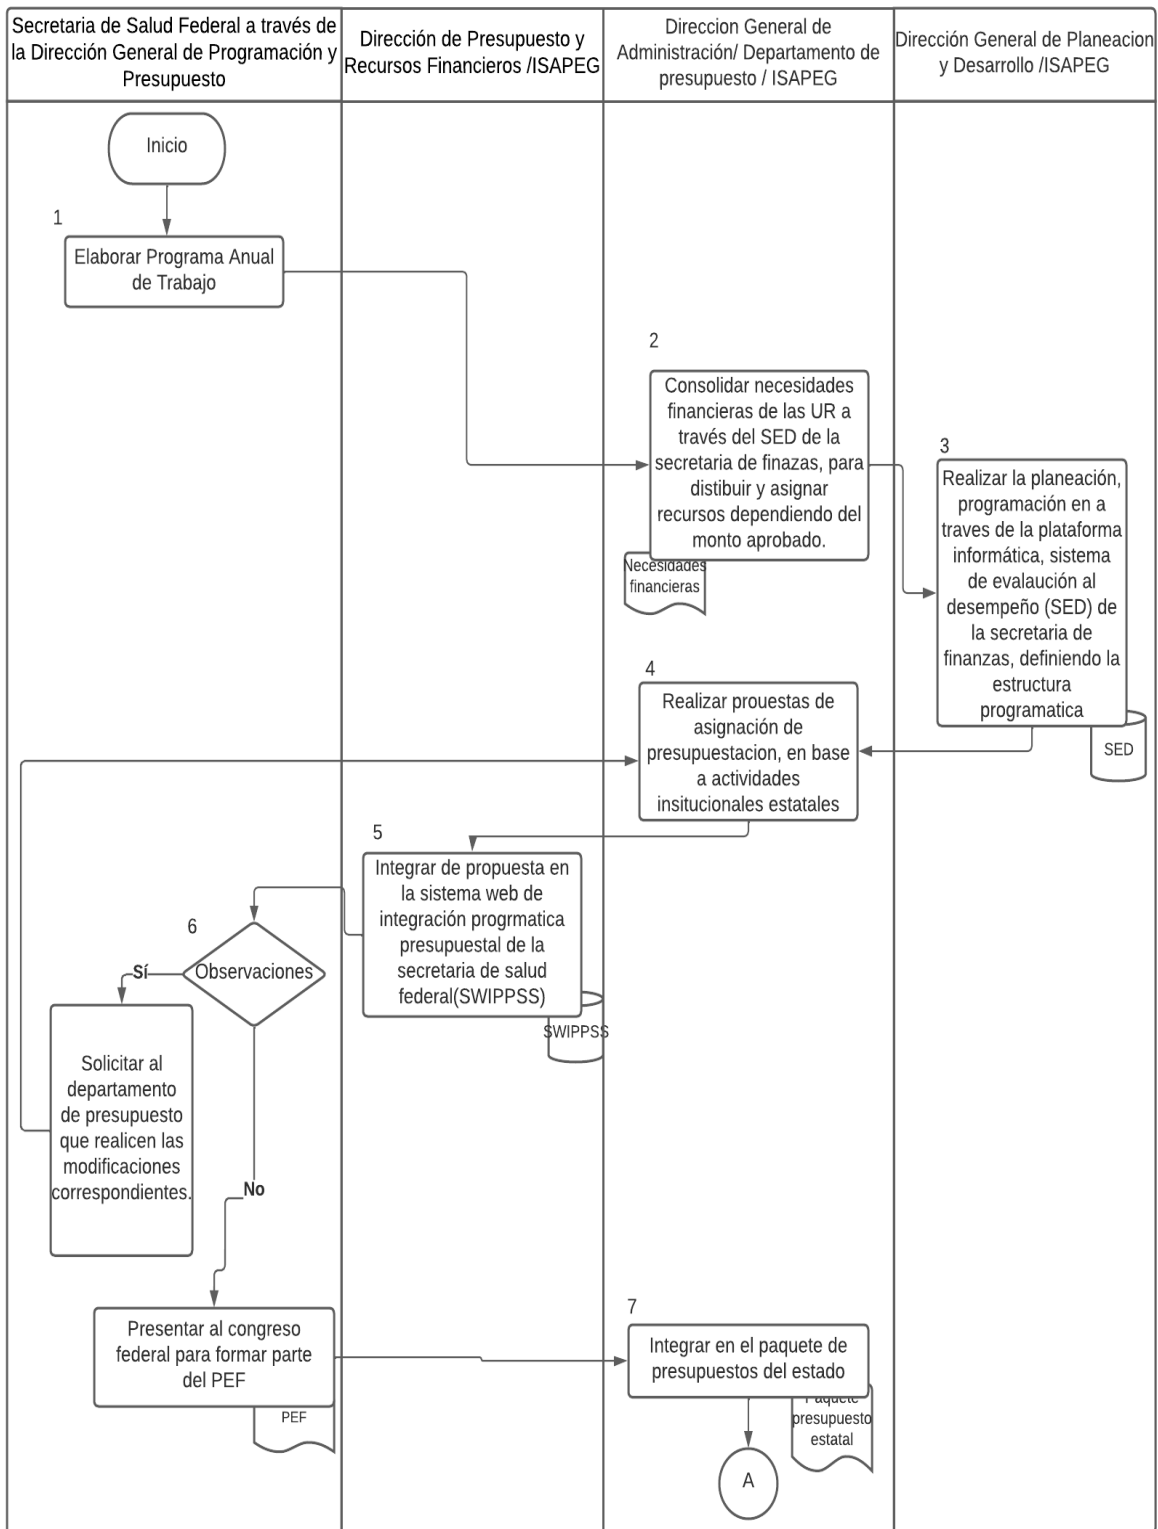 Secretaria de Salud Federal a través de
la Dirección General de Programación y
Presupuesto
Dirección de Presupuesto y
Recursos Financieros /ISAPEG
Direccion General de
Administración/ Departamento de
presupuesto / ISAPEG
Dirección General de Planeacion
y Desarrollo /ISAPEG
Inicio
1
Elaborar Programa Anual
de Trabajo
2
Consolidar necesidades
financieras de las UR a
través del SED de la
secretaria de finazas, para
distibuir y asignar
recursos dependiendo del
monto aprobado.
Necesidades
financieras
3
Realizar la planeación,
programación en a
traves de la plataforma
informática, sistema
de evalaución al
desempeño (SED) de
la secretaria de
finanzas, definiendo la
estructura
programatica
SED
4
Realizar prouestas de
asignación de
presupuestacion, en base
a actividades
insitucionales estatales
5
Integrar de propuesta en
la sistema web de
integración progrmatica
presupuestal de la
secretaria de salud
federal(SWIPPSS)
SWIPPSS
6
Observaciones
Sí
Solicitar al
departamento
de presupuesto
que realicen las
modificaciones
correspondientes.
No
Presentar al congreso
federal para formar parte
del PEF
PEF
7
Integrar en el paquete de
presupuestos del estado
Paquete
presupuesto
estatal
A